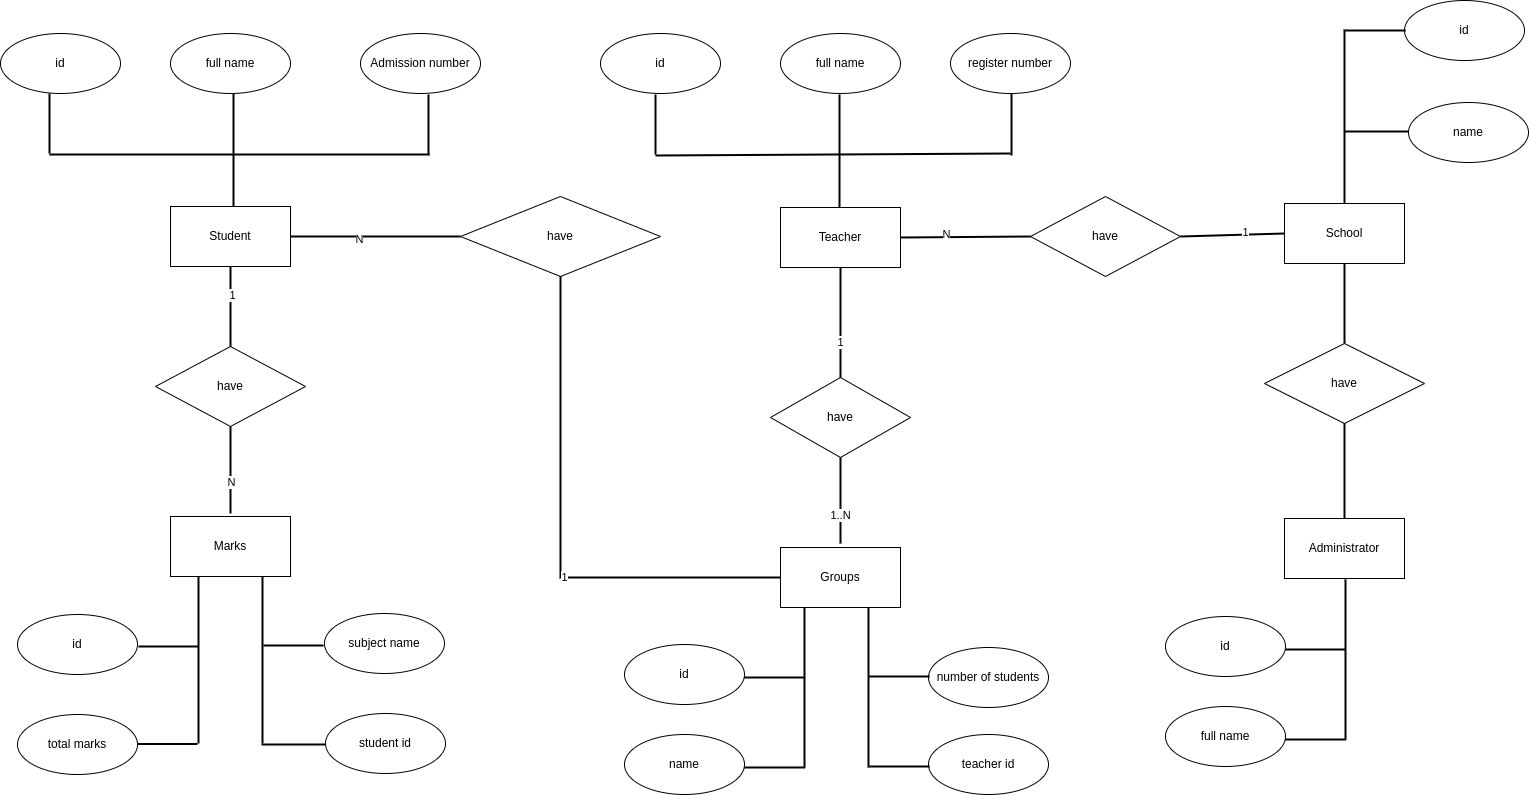 id
full name
Admission number
id
full name
register number
id
name
Student
N
have
Teacher
N
have
1
School
1
have
N
1
have
1..N
have
Marks
1
Groups
Administrator
id
subject name
total marks
student id
id
number of students
name
teacher id
id
full name